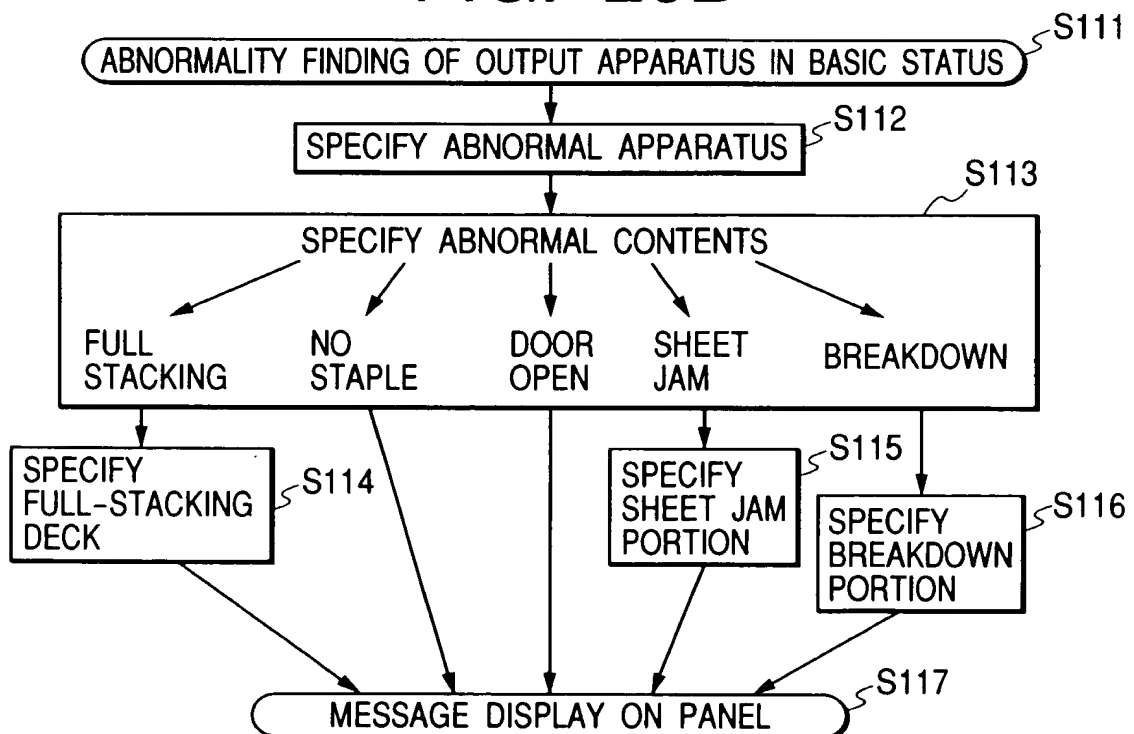 ABNORMALITY FINDING OF OUTPUT APPARATUS IN BASIC STATUS
S111
SPECIFY ABNORMAL APPARATUS
S112
S113
SPECIFY ABNORMAL CONTENTS
FULL
STACKING
NO
STAPLE
DOOR
OPEN
SHEET
JAM
BREAKDOWN
SPECIFY
FULL-STACKING
DECK
S114
SPECIFY
SHEET JAM
PORTION
S115
SPECIFY
BREAKDOWN
PORTION
S116
MESSAGE DISPLAY ON PANEL
S117